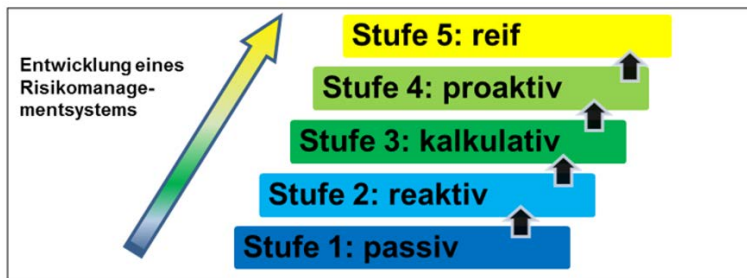 Entwicklung eines
Risikomanage-
mentsystems
Stufe 5: reif
Stufe 4: proaktiv
Stufe 3: kalkulativ
Stufe 2: reaktiv
Stufe 1: passiv